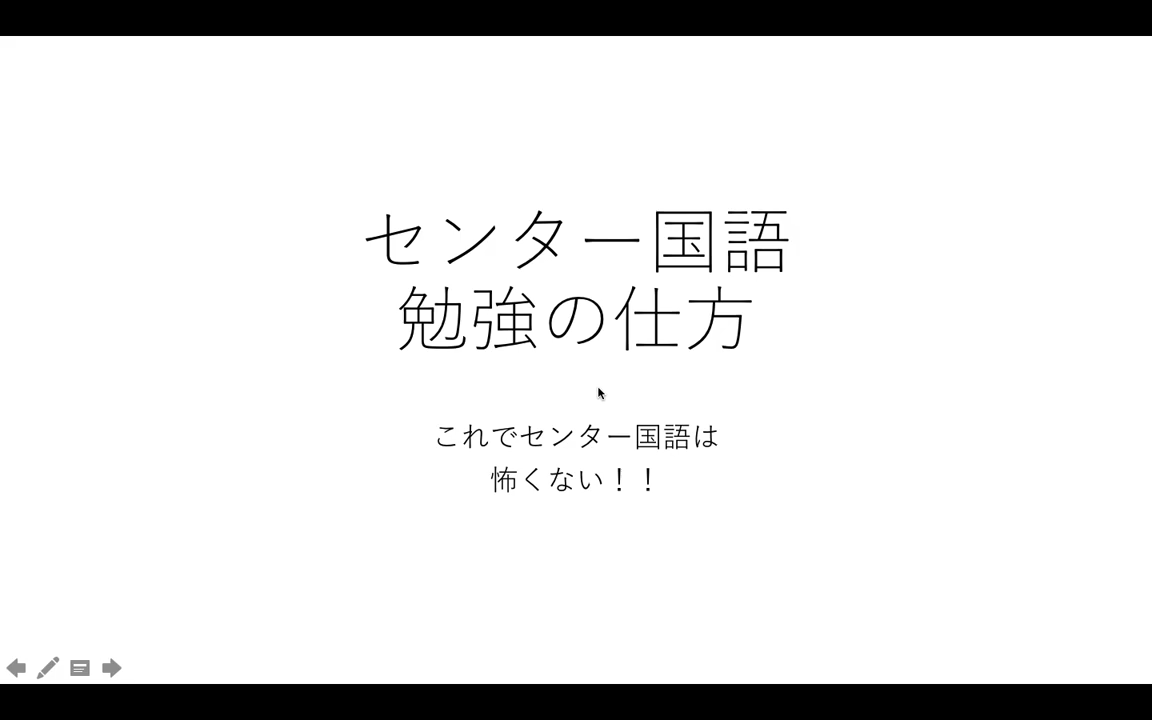 センター国語
勉強の仕方
これでセンター国語は
怖くない！！